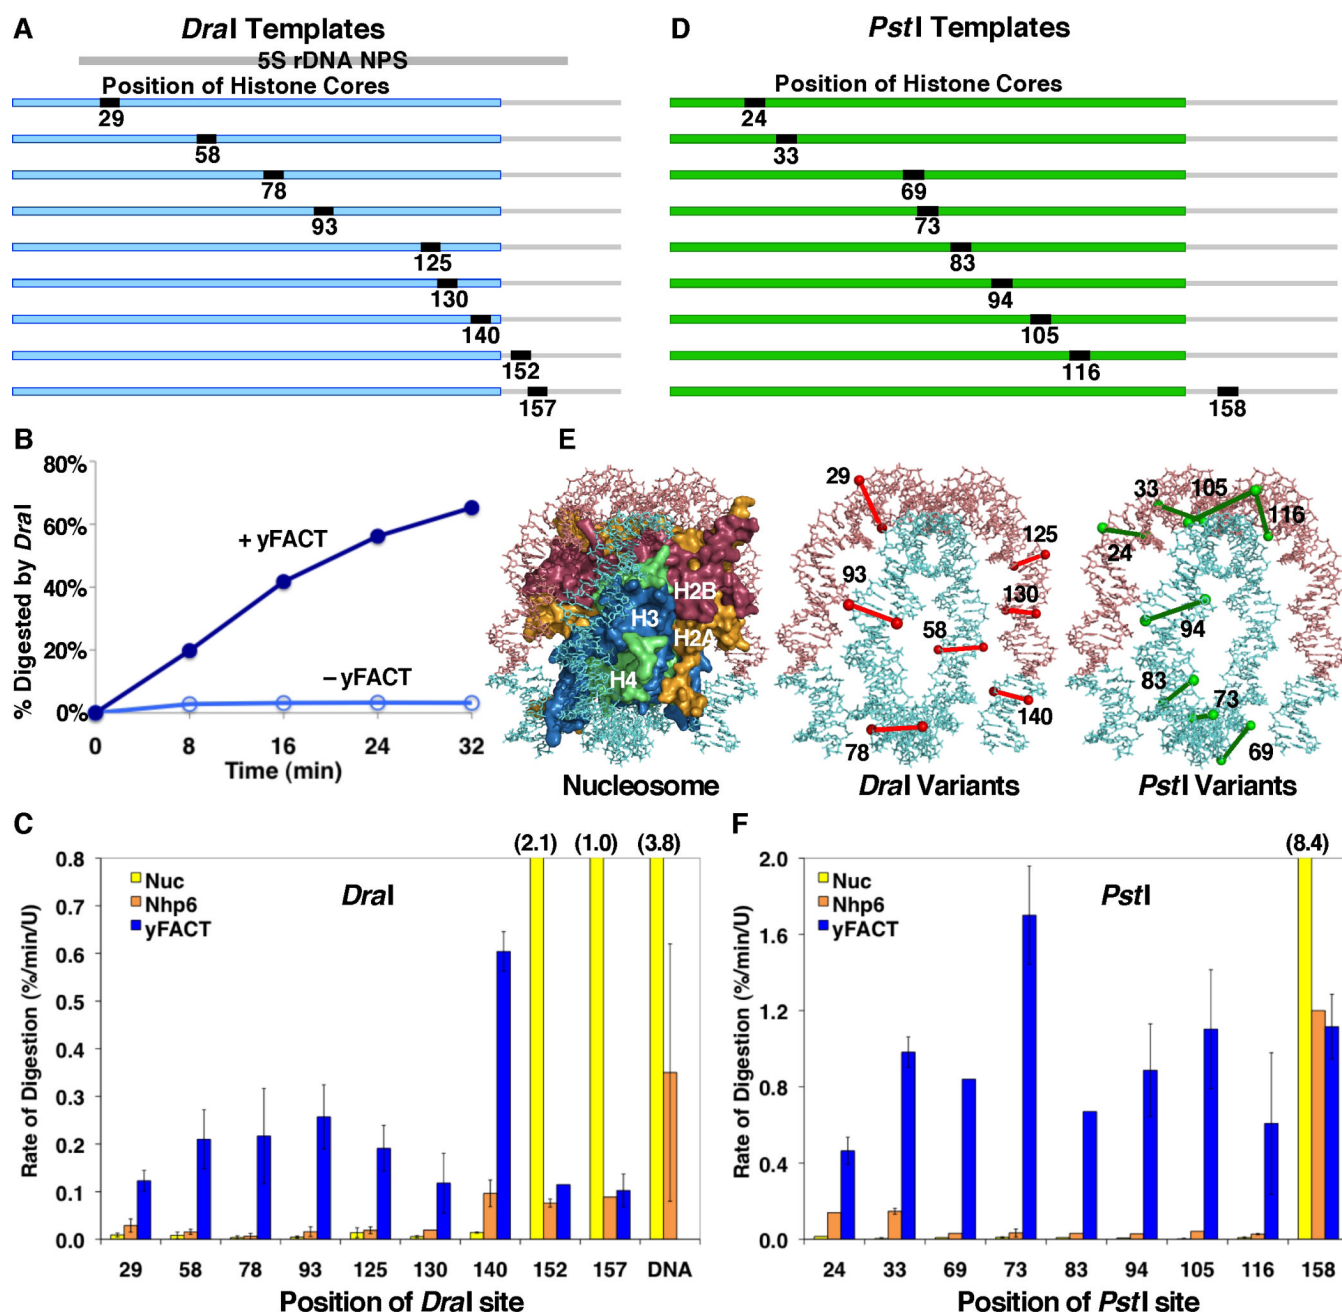 A
DraI Templates
5S rDNA NPS
Position of Histone Cores
29
58
78
93
125
130
140
152
157
D
PstI Templates
Position of Histone Cores
24
33
69
73
83
94
105
116
158
B
% Digested by DraI
80%
60%
40%
20%
0%
+ yFACT
– yFACT
0 8 16 24 32
Time (min)
E
H2B
H3
H2A
H4
Nucleosome
29
125
93
130
58
140
78
DraI Variants
105
33
116
24
94
83
73
69
PstI Variants
C
(2.1) (1.0) (3.8)
Rate of Digestion (%/min/U)
0.8
0.7
0.6
0.5
0.4
0.3
0.2
0.1
0.0
Nuc
Nhp6
yFACT
DraI
29 58 78 93 125 130 140 152 157 DNA
Position of DraI site
F
(8.4)
Rate of Digestion (%/min/U)
2.0
1.6
1.2
0.8
0.4
0.0
Nuc
Nhp6
yFACT
PstI
24 33 69 73 83 94 105 116 158
Position of PstI site